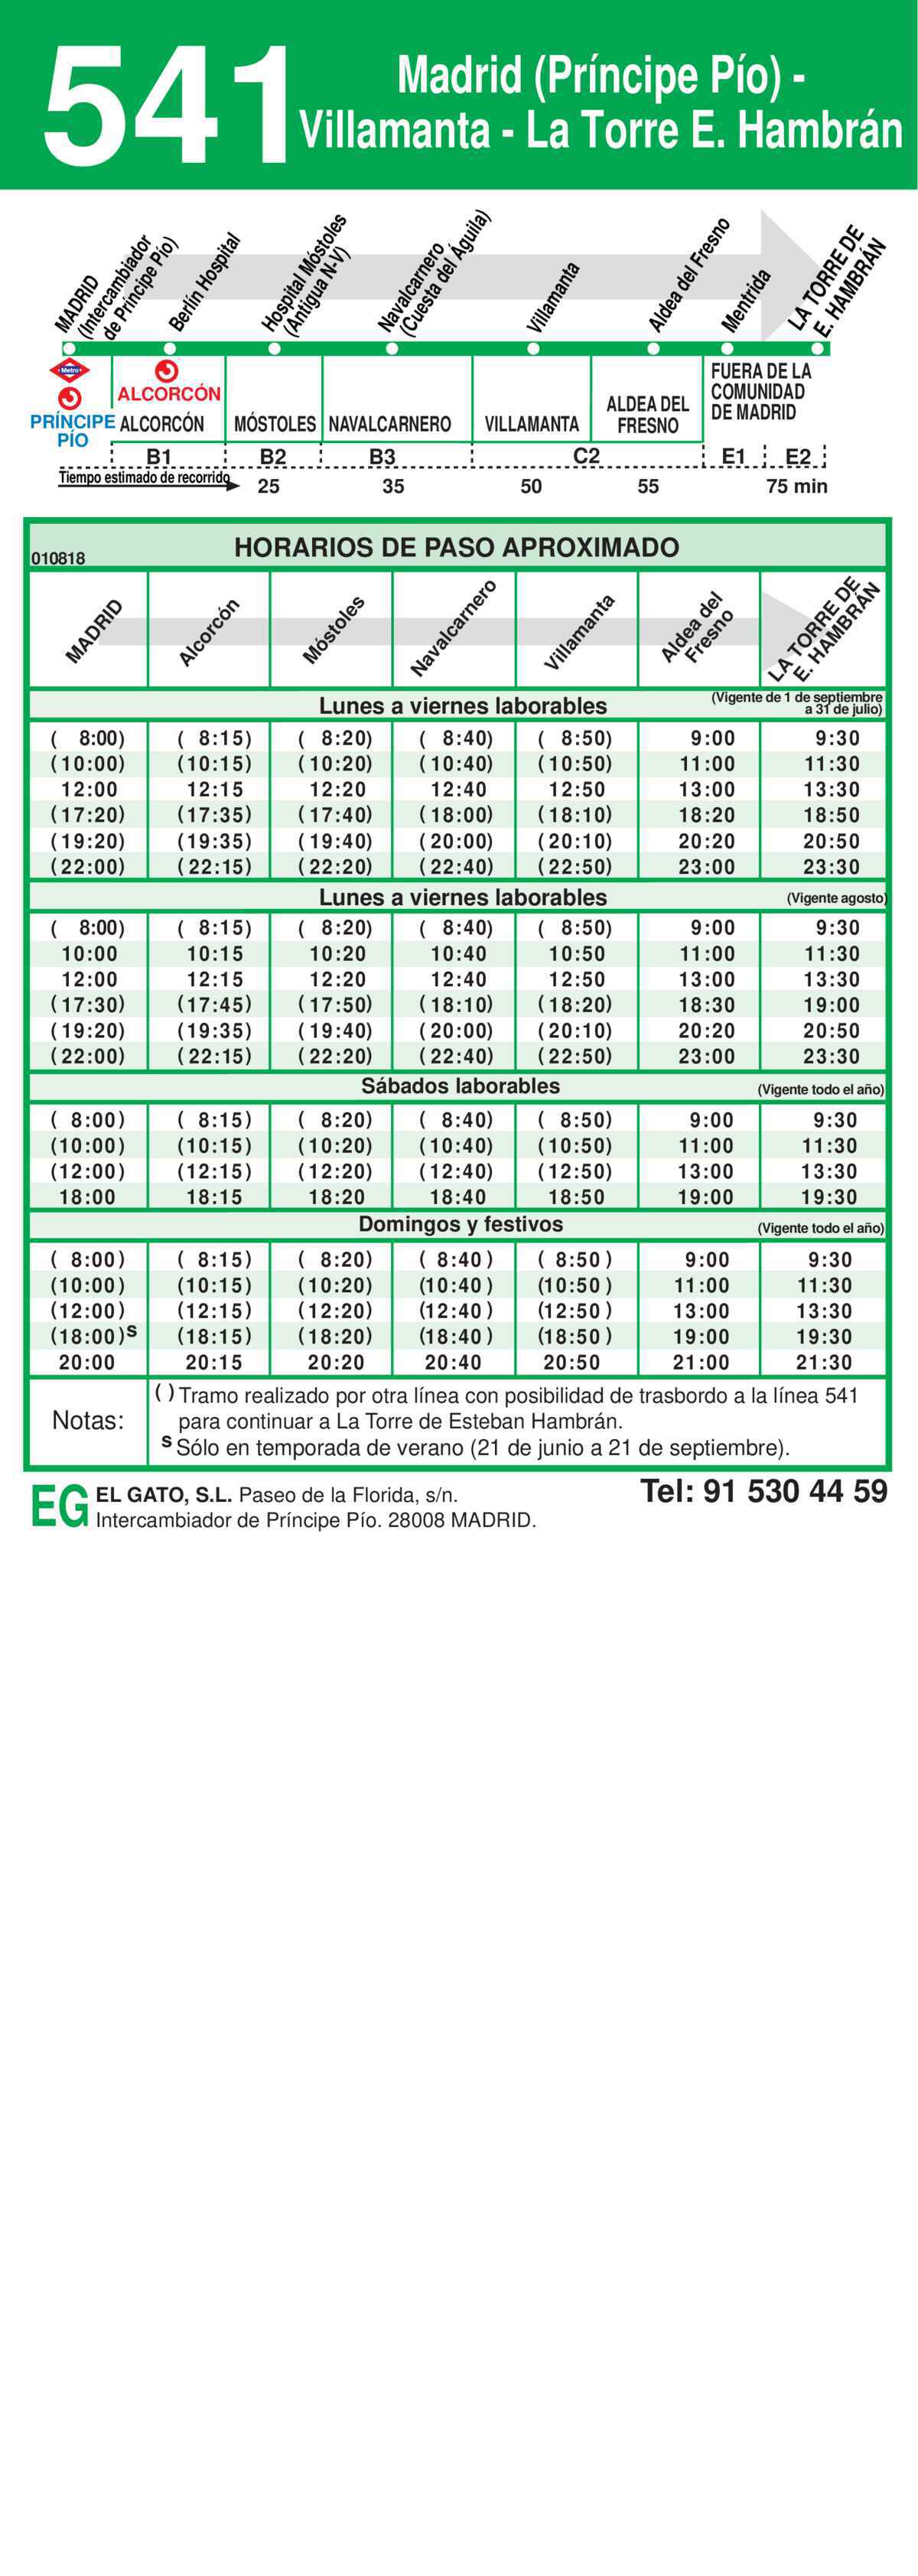 541
Madrid (Príncipe Pío) -
Villamanta - La Torre E. Hambrán
MADRID
(Intercambiador
de Príncipe Pío)
Berlin Hospital
Hospital Móstoles
(Antigua N-V)
Navalcarnero
(Cuesta del Águila)
Villamanta
Aldea del Fresno
Mentrida
LA TORRE DE
E. HAMBRÁN
Metro
PRÍNCIPE
PÍO
ALCORCÓN
ALCORCÓN
MÓSTOLES
NAVALCARNERO
VILLAMANTA
ALDEA DEL
FRESNO
FUERA DE LA
COMUNIDAD
DE MADRID
B1 B2 B3 C2 E1 E2
Tiempo estimado de recorrido 25 35 50 55 75 min
010818
HORARIOS DE PASO APROXIMADO
MADRID
Alcorcón
Móstoles
Navalcarnero
Villamanta
Aldea del
Fresno
LA TORRE DE
E. HAMBRÁN
Lunes a viernes laborables (Vigente de 1 de septiembre
a 31 de julio)
( 8:00) ( 8:15) ( 8:20) ( 8:40) ( 8:50) 9:00 9:30
(10:00) (10:15) (10:20) (10:40) (10:50) 11:00 11:30
12:00 12:15 12:20 12:40 12:50 13:00 13:30
(17:20) (17:35) (17:40) (18:00) (18:10) 18:20 18:50
(19:20) (19:35) (19:40) (20:00) (20:10) 20:20 20:50
(22:00) (22:15) (22:20) (22:40) (22:50) 23:00 23:30
Lunes a viernes laborables (Vigente agosto)
( 8:00) ( 8:15) ( 8:20) ( 8:40) ( 8:50) 9:00 9:30
10:00 10:15 10:20 10:40 10:50 11:00 11:30
12:00 12:15 12:20 12:40 12:50 13:00 13:30
(17:30) (17:45) (17:50) (18:10) (18:20) 18:30 19:00
(19:20) (19:35) (19:40) (20:00) (20:10) 20:20 20:50
(22:00) (22:15) (22:20) (22:40) (22:50) 23:00 23:30
Sábados laborables (Vigente todo el año)
( 8:00) ( 8:15) ( 8:20) ( 8:40) ( 8:50) 9:00 9:30
(10:00) (10:15) (10:20) (10:40) (10:50) 11:00 11:30
(12:00) (12:15) (12:20) (12:40) (12:50) 13:00 13:30
18:00 18:15 18:20 18:40 18:50 19:00 19:30
Domingos y festivos (Vigente todo el año)
( 8:00) ( 8:15) ( 8:20) ( 8:40 ) ( 8:50 ) 9:00 9:30
(10:00) (10:15) (10:20) (10:40 ) (10:50 ) 11:00 11:30
(12:00) (12:15) (12:20) (12:40 ) (12:50 ) 13:00 13:30
(18:00)S (18:15) (18:20) (18:40 ) (18:50 ) 19:00 19:30
20:00 20:15 20:20 20:40 20:50 21:00 21:30
Notas:
( ) Tramo realizado por otra línea con posibilidad de trasbordo a la línea 541
para continuar a La Torre de Esteban Hambrán.
S Sólo en temporada de verano (21 de junio a 21 de septiembre).
EG
EL GATO, S.L. Paseo de la Florida, s/n.
Intercambiador de Príncipe Pío. 28008 MADRID.
Tel: 91 530 44 59